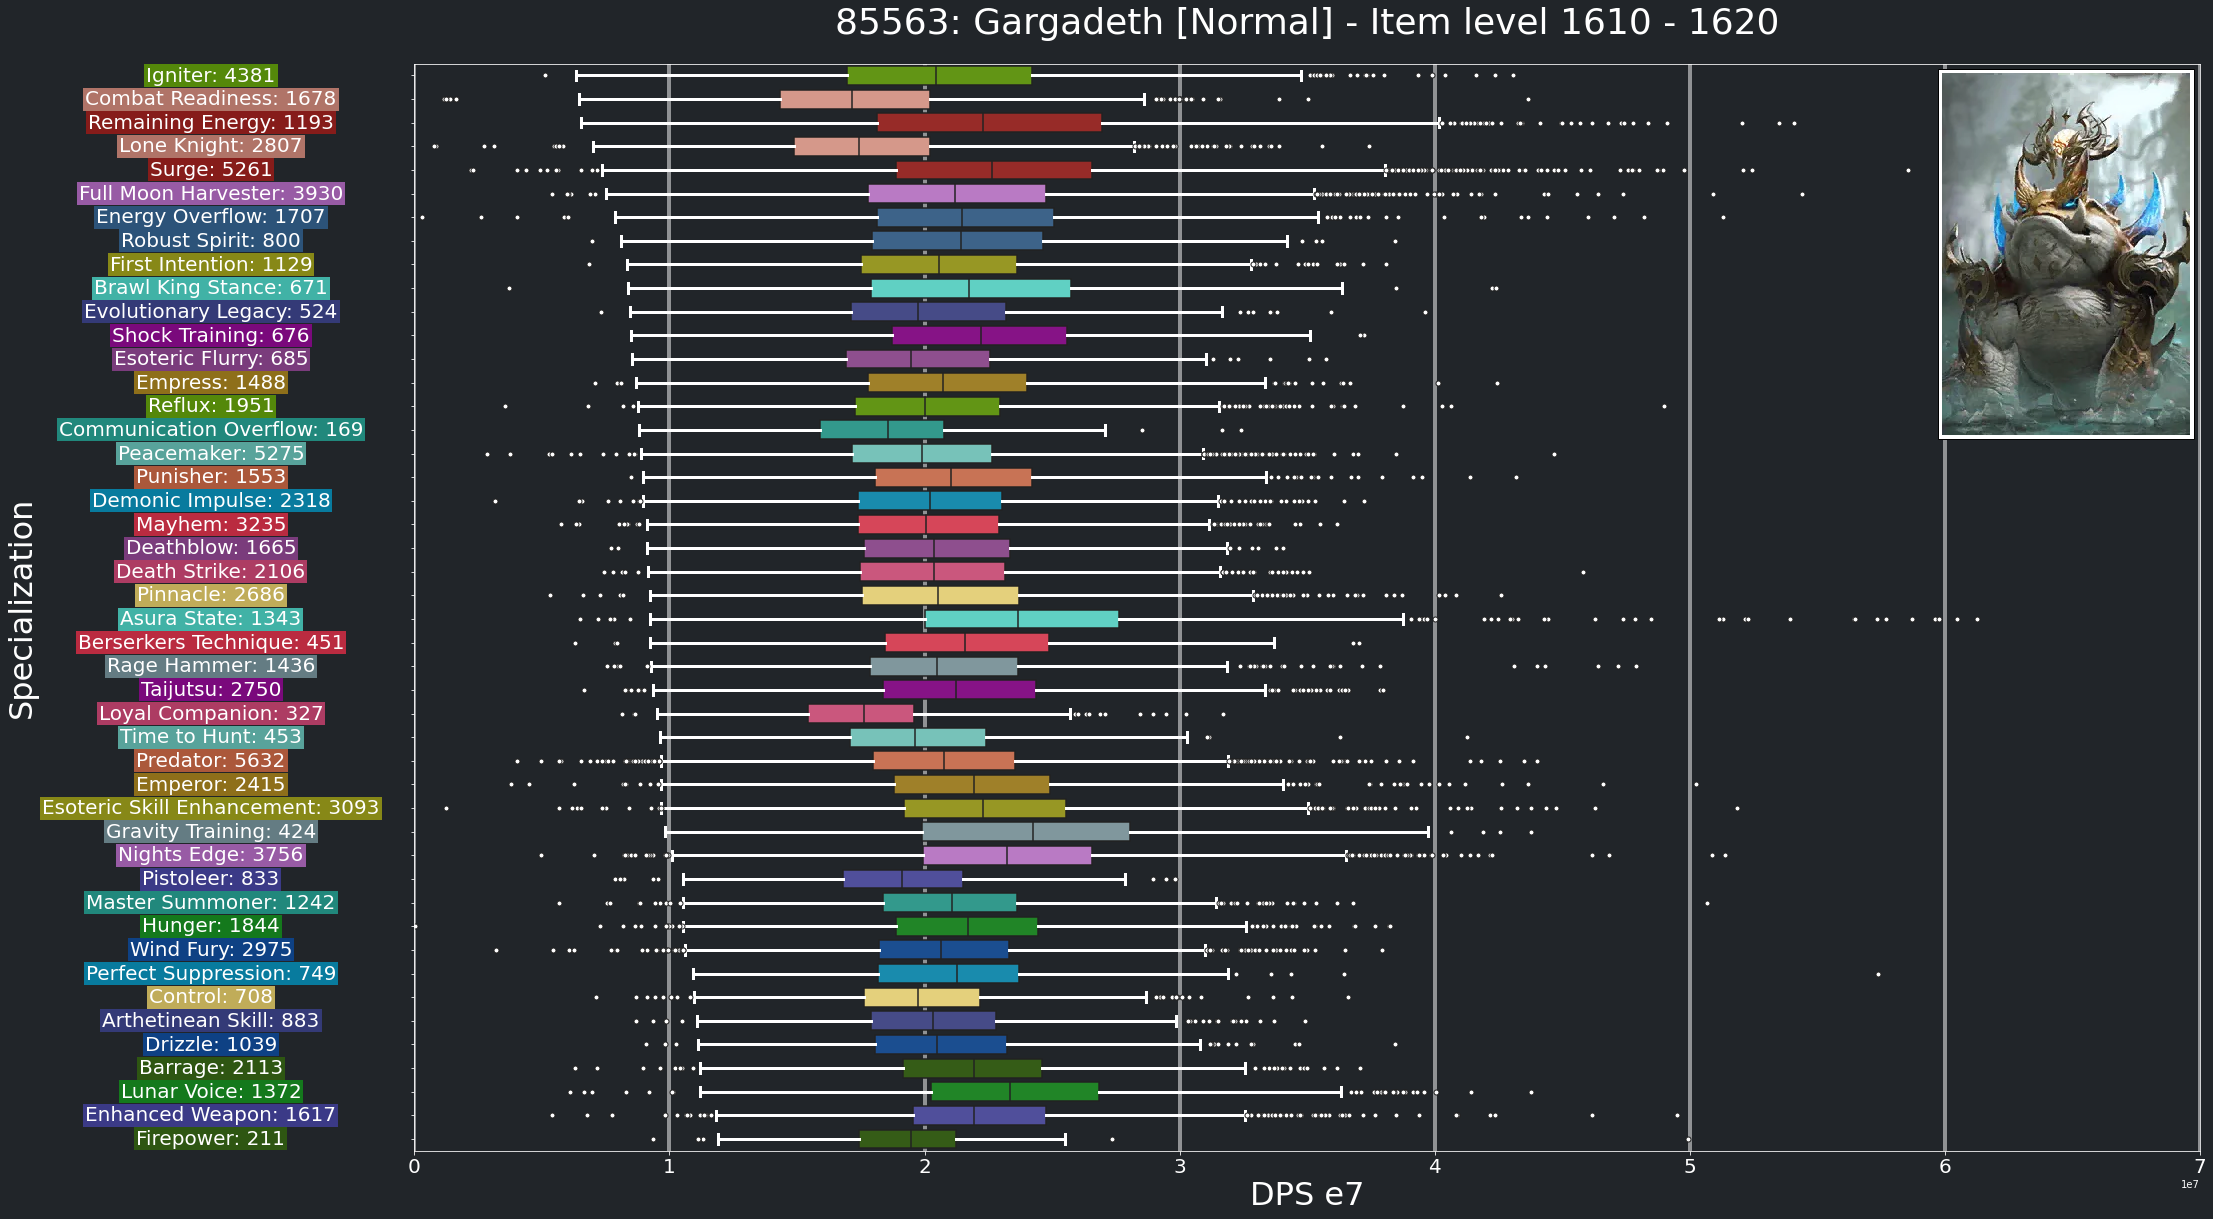 85563: Gargadeth [Normal] - Item level 1610 - 1620
Igniter: 4381
Combat Readiness: 1678
Remaining Energy: 1193
Lone Knight: 2807
Surge: 5261
Full Moon Harvester: 3930
Energy Overflow: 1707
Robust Spirit: 800
First Intention: 1129
Brawl King Stance: 671
Evolutionary Legacy: 524
Shock Training: 676
Esoteric Flurry: 685
Empress: 1488
Reflux: 1951
Communication Overflow: 169
Peacemaker: 5275
Punisher: 1553
Demonic Impulse: 2318
Mayhem: 3235
Deathblow: 1665
Death Strike: 2106
Pinnacle: 2686
Asura State: 1343
Berserkers Technique: 451
Rage Hammer: 1436
Taijutsu: 2750
Loyal Companion: 327
Time to Hunt: 453
Predator: 5632
Emperor: 2415
Esoteric Skill Enhancement: 3093
Gravity Training: 424
Nights Edge: 3756
Pistoleer: 833
Master Summoner: 1242
Hunger: 1844
Wind Fury: 2975
Perfect Suppression: 749
Control: 708
Arthetinean Skill: 883
Drizzle: 1039
Barrage: 2113
Lunar Voice: 1372
Enhanced Weapon: 1617
Firepower: 211
Specialization
0 1 2 3 4 5 6 7
1e7
DPS e7